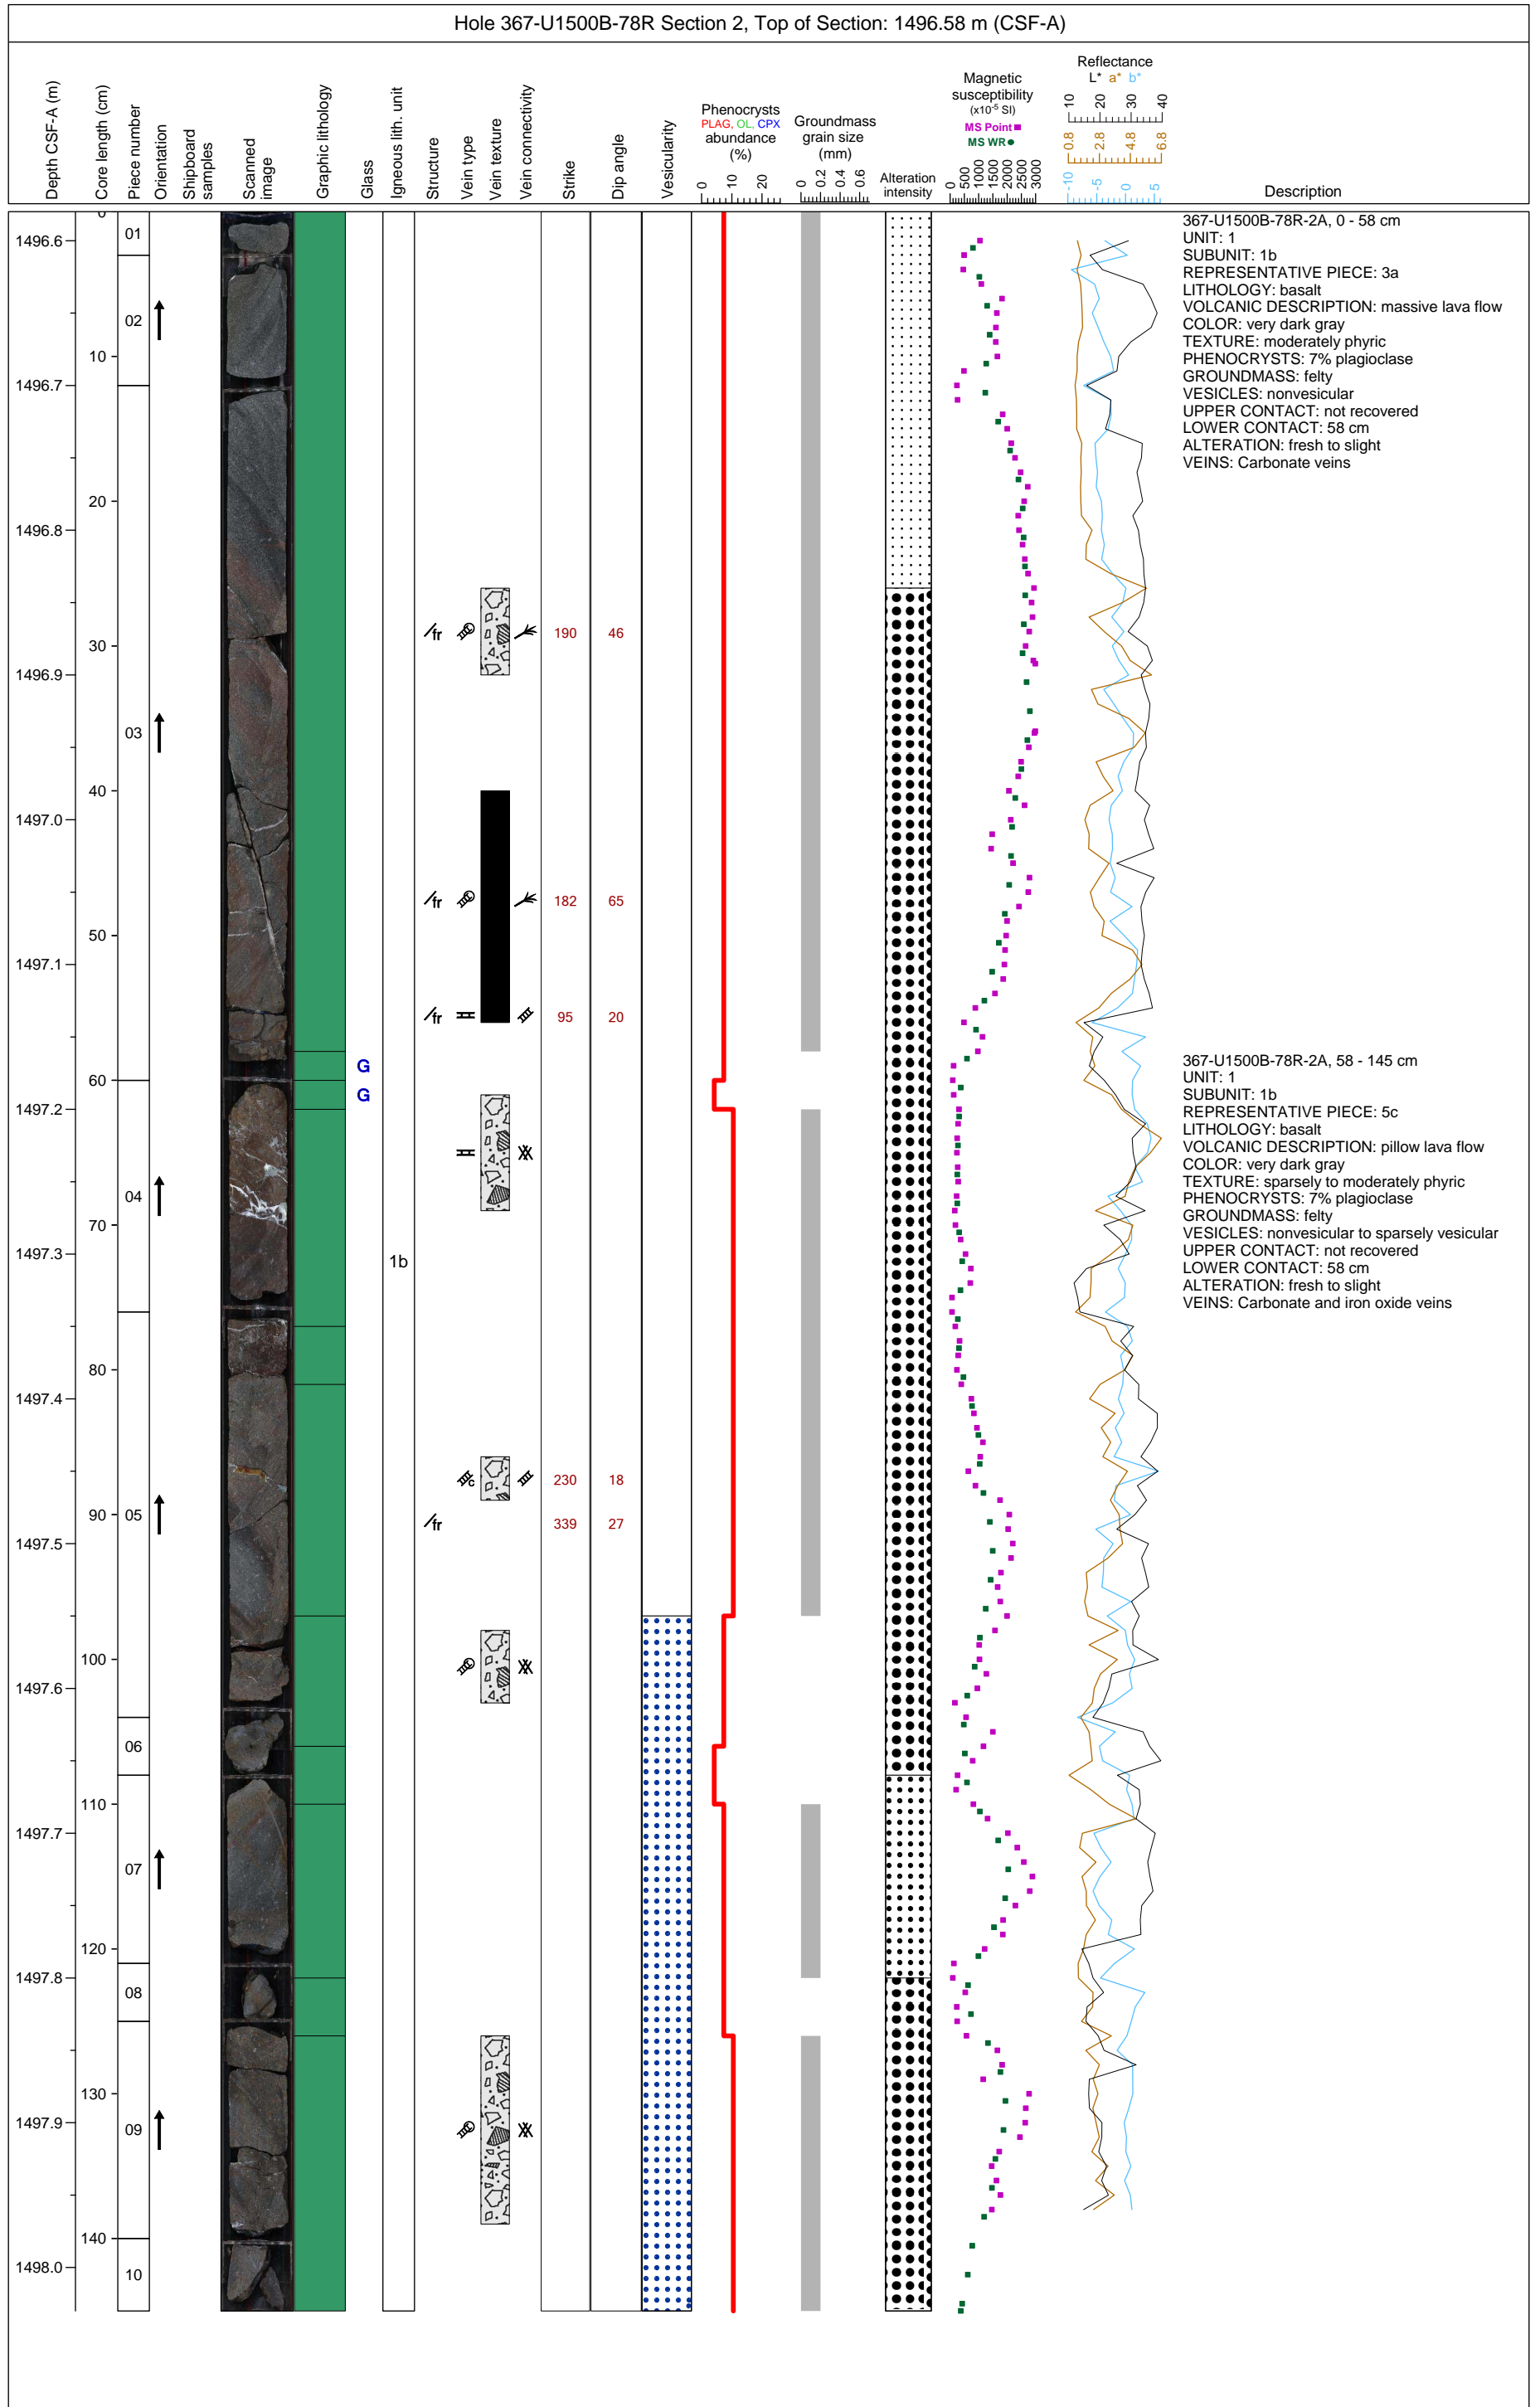 Hole 367-U1500B-78R Section 2, Top of Section: 1496.58 m (CSF-A)
Depth CSF-A (m)
Core length (cm)
Piece number
Orientation
Shipboard
samples
Scanned
image
Graphic lithology
Glass
Igneous lith. unit
Structure
Vein type
Vein texture
Vein connectivity
Strike
Dip angle
Vesicularity
Phenocrysts
PLAG, OL, CPX
abundance
(%)
0 10 20
Groundmass
grain size
(mm)
0 0.2 0.4 0.6
Alteration
intensity
Magnetic
susceptibility
(x10-5 SI)
MS Point
MS WR
0 500 1000 1500 2000 2500 3000
Reflectance
L* a* b*
10 20 30 40
0.8 2.8 4.8 6.8
-10 -5 0 5
Description
1496.6
1496.7
1496.8
1496.9
1497.0
1497.1
1497.2
1497.3
1497.4
1497.5
1497.6
1497.7
1497.8
1497.9
1498.0
0
10
20
30
40
50
60
70
80
90
100
110
120
130
140
01
02
03
04
05
06
07
08
09
10
G
G
1b
fr
190 46
fr
182 65
fr
95 20
c
230 18
fr
339 27
367-U1500B-78R-2A, 0 - 58 cm
UNIT: 1
SUBUNIT: 1b
REPRESENTATIVE PIECE: 3a
LITHOLOGY: basalt
VOLCANIC DESCRIPTION: massive lava flow
COLOR: very dark gray
TEXTURE: moderately phyric
PHENOCRYSTS: 7% plagioclase
GROUNDMASS: felty
VESICLES: nonvesicular
UPPER CONTACT: not recovered
LOWER CONTACT: 58 cm
ALTERATION: fresh to slight
VEINS: Carbonate veins
367-U1500B-78R-2A, 58 - 145 cm
UNIT: 1
SUBUNIT: 1b
REPRESENTATIVE PIECE: 5c
LITHOLOGY: basalt
VOLCANIC DESCRIPTION: pillow lava flow
COLOR: very dark gray
TEXTURE: sparsely to moderately phyric
PHENOCRYSTS: 7% plagioclase
GROUNDMASS: felty
VESICLES: nonvesicular to sparsely vesicular
UPPER CONTACT: not recovered
LOWER CONTACT: 58 cm
ALTERATION: fresh to slight
VEINS: Carbonate and iron oxide veins